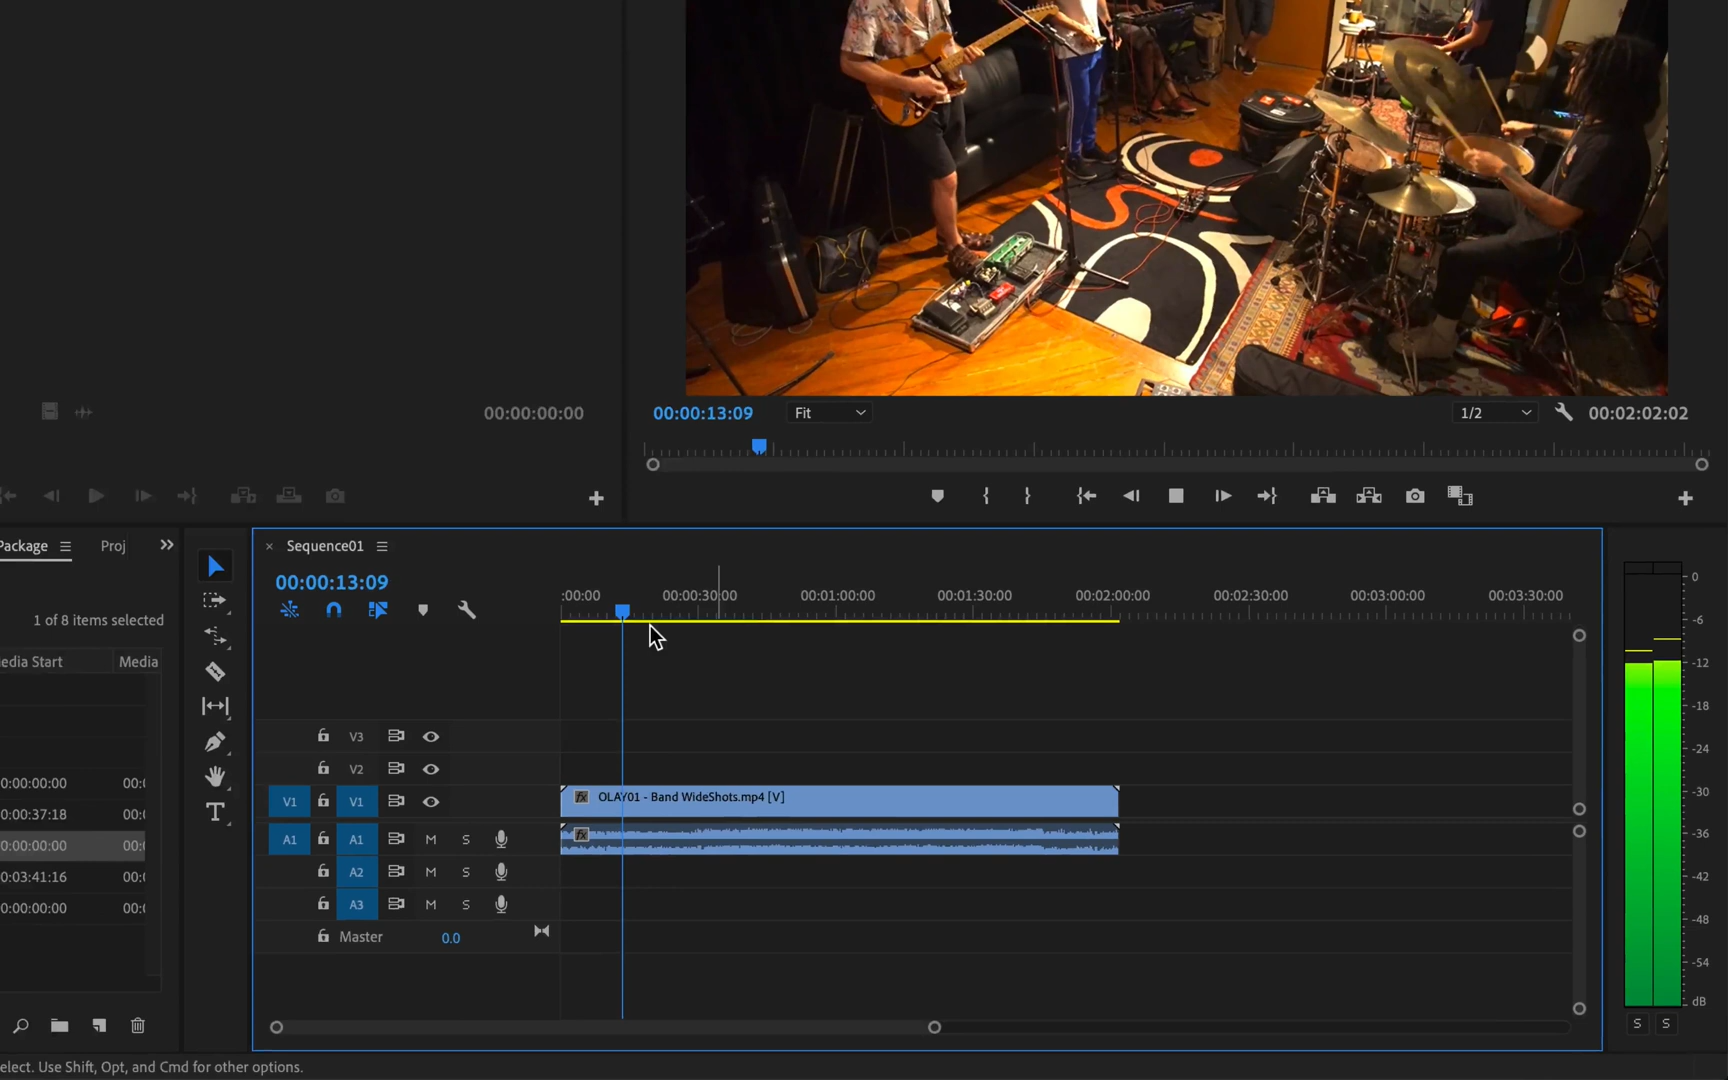 00:00:00:00
00:00:13:09
Fit
1/2
00:02:02:02
Package
Proj
Sequence01
00:00:13:09
:00:00
00:00:30:00
00:01:00:00
00:01:30:00
00:02:00:00
00:02:30:00
00:03:00:00
00:03:30:00
1 of 8 items selected
edia Start
Media
0:00:00:00
00:(
0:00:37:18
00:(
0:00:00:00
00:(
0:03:41:16
00:(
0:00:00:00
00:(
V3
V2
V1
V1
fx
OLAY01 - Band WideShots.mp4 [V]
A1
A1
M
S
fx
A2
M
S
A3
M
S
Master
0.0
0
-6
-12
-18
-24
-30
-36
-42
-48
-54
dB
S
S
elect. Use Shift, Opt, and Cmd for other options.